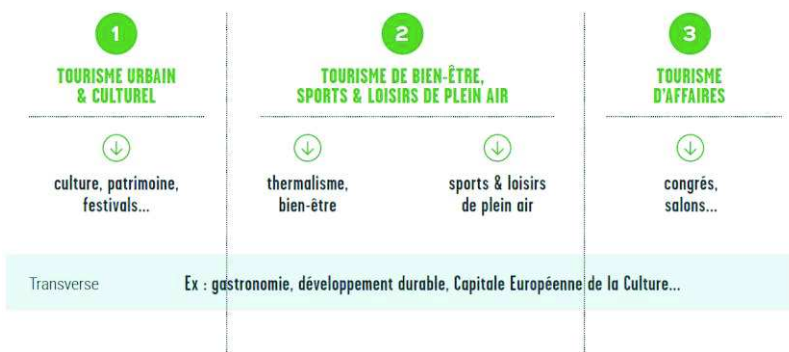 1
TOURISME URBAIN
& CULTUREL
culture, patrimoine,
festivals...
2
TOURISME DE BIEN-ÊTRE,
SPORTS & LOISIRS DE PLEIN AIR
thermalisme,
bien-être
sports & loisirs
de plein air
3
TOURISME
D'AFFAIRES
congrés,
salons...
Transverse
Ex : gastronomie, développement durable, Capitale Européenne de la Culture...